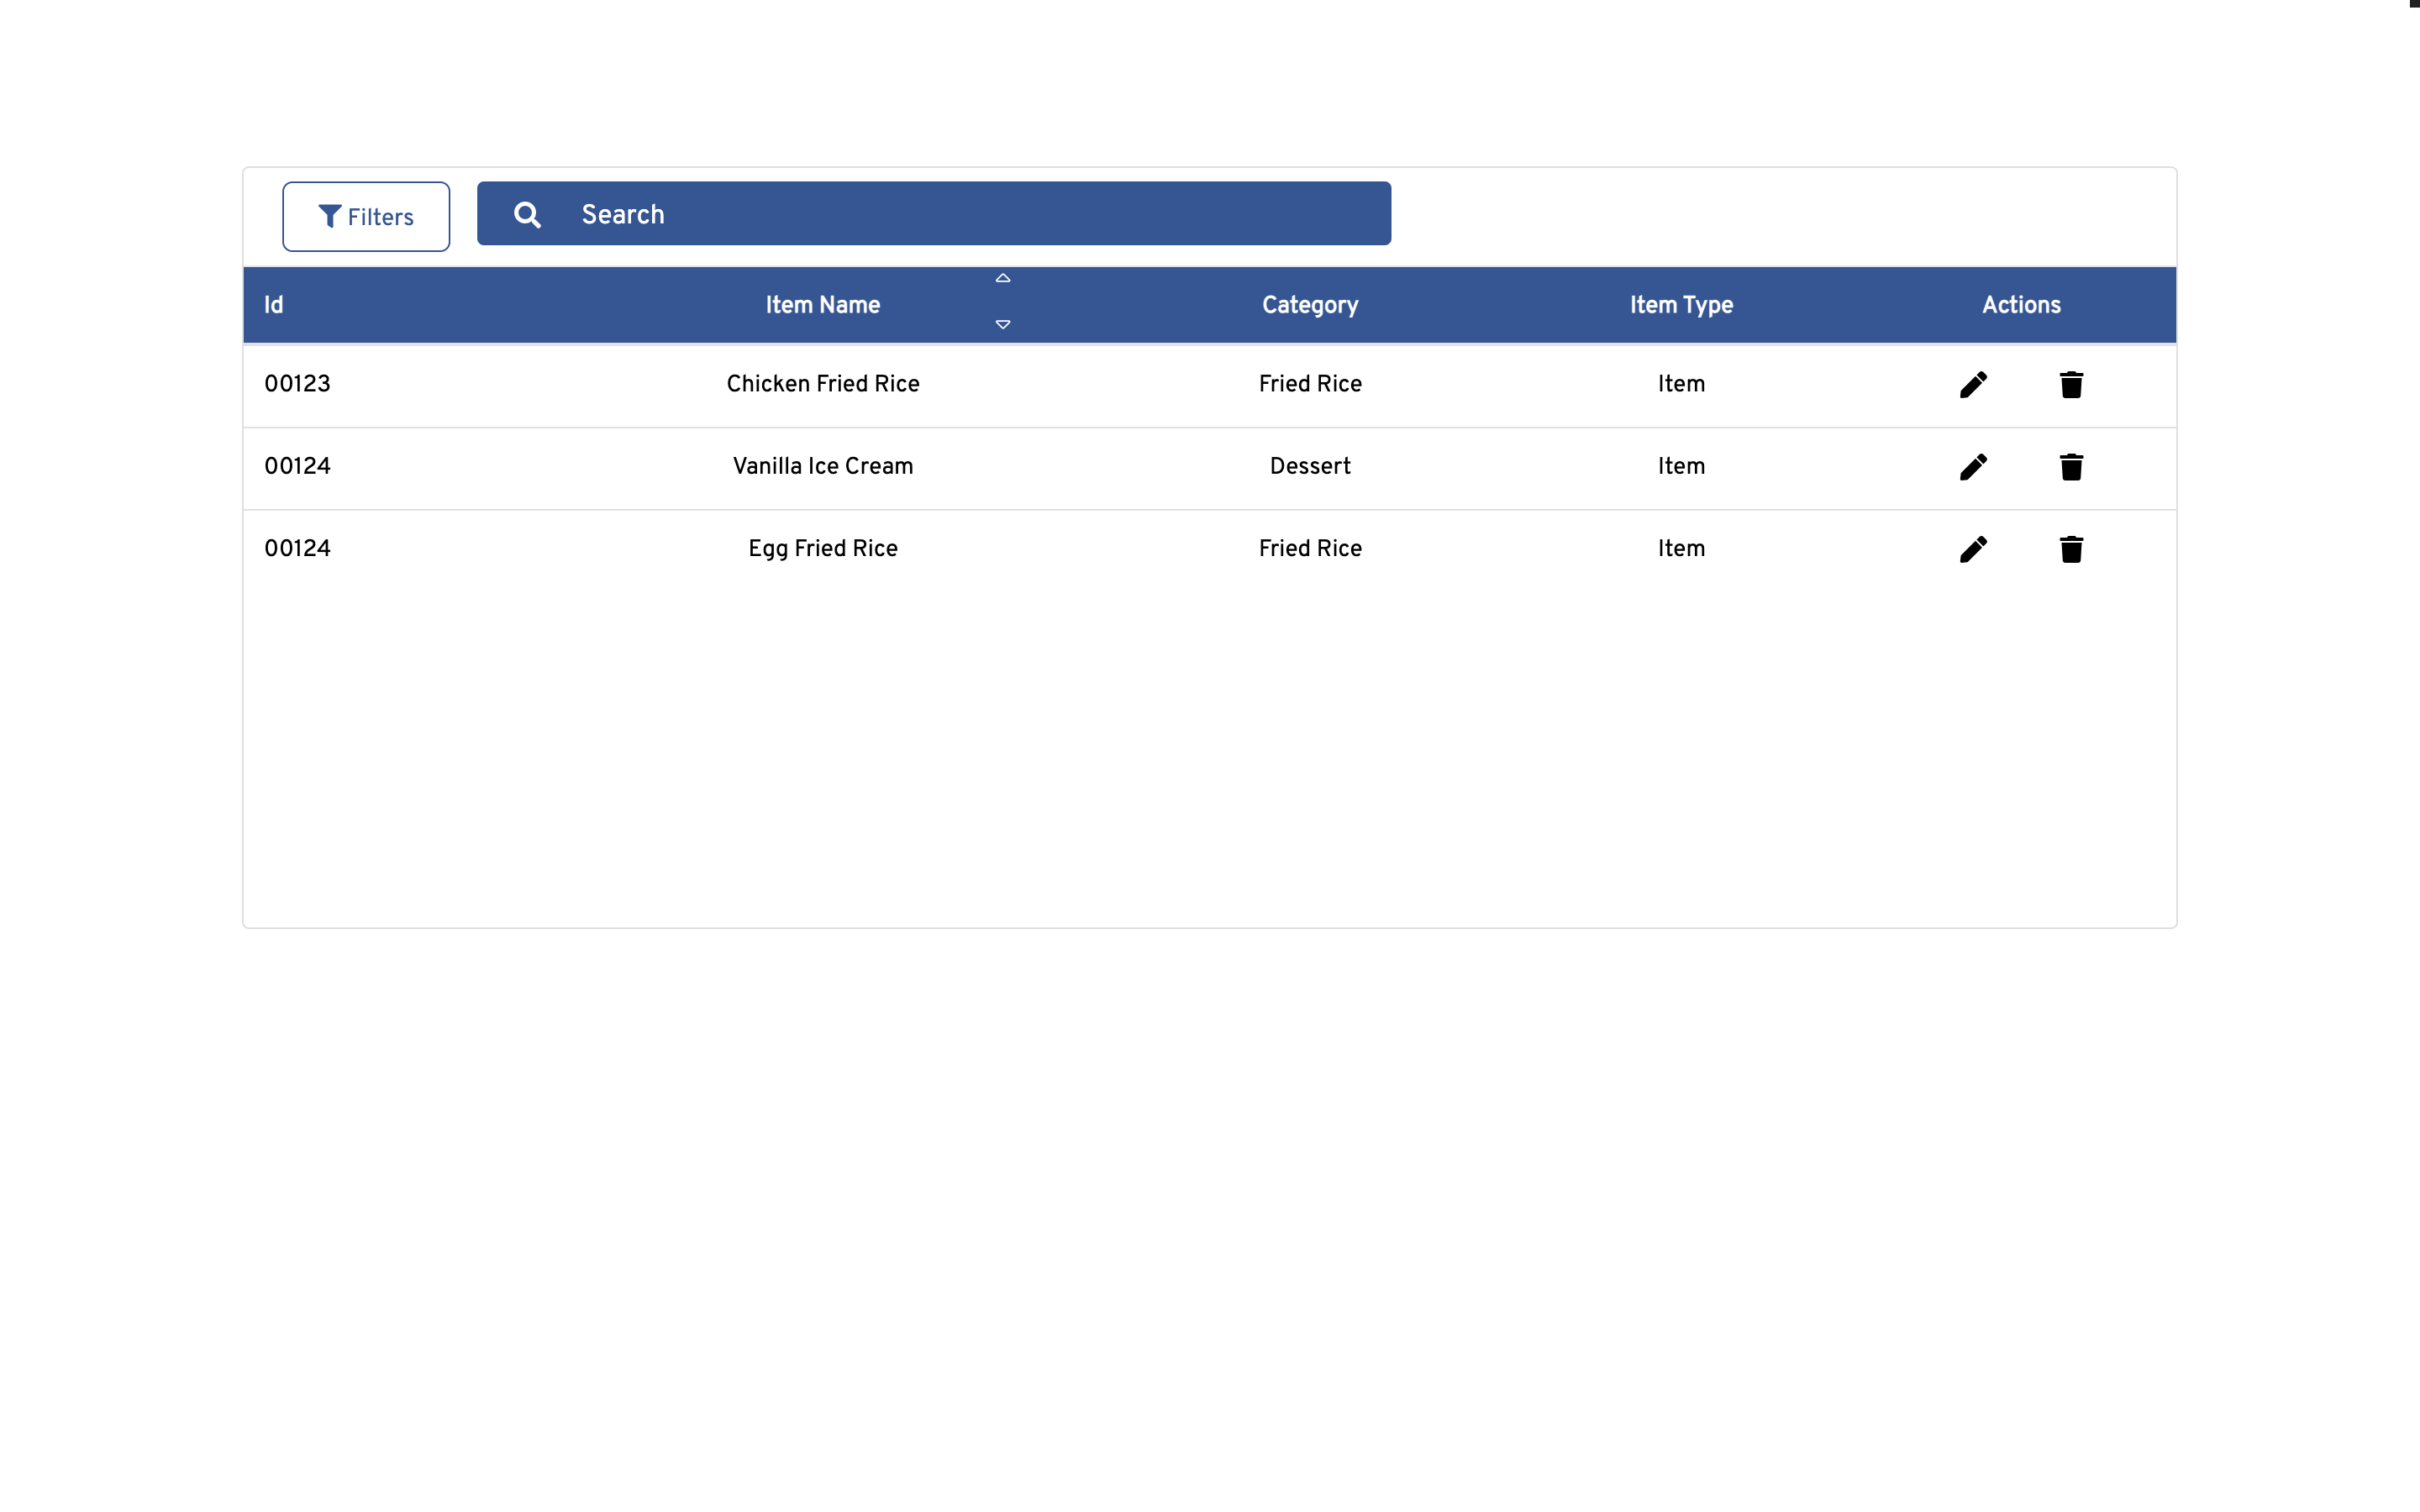 Filters Search
Id Item Name Category Item Type Actions
00123 Chicken Fried Rice Fried Rice Item
00124 Vanilla Ice Cream Dessert Item
00124 Egg Fried Rice Fried Rice Item